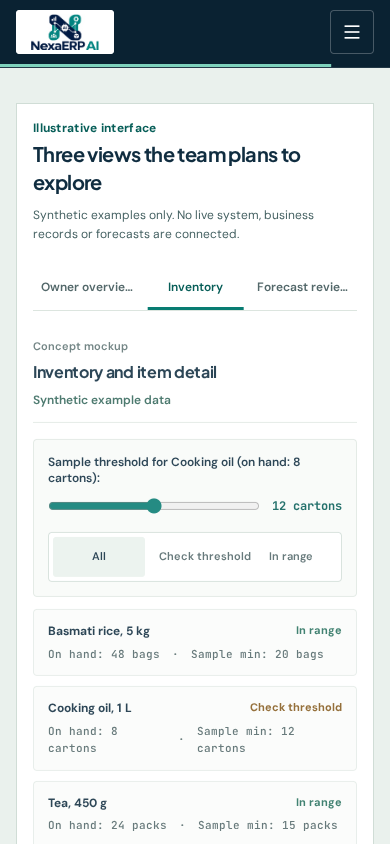 NexaERP AI
Illustrative interface
Three views the team plans to
explore
Synthetic examples only. No live system, business
records or forecasts are connected.
Owner overvie... Inventory Forecast revie...
Concept mockup
Inventory and item detail
Synthetic example data
Sample threshold for Cooking oil (on hand: 8
cartons):
12 cartons
All Check threshold In range
Basmati rice, 5 kg In range
On hand: 48 bags · Sample min: 20 bags
Cooking oil, 1 L Check threshold
On hand: 8 · Sample min: 12
cartons cartons
Tea, 450 g In range
On hand: 24 packs · Sample min: 15 packs